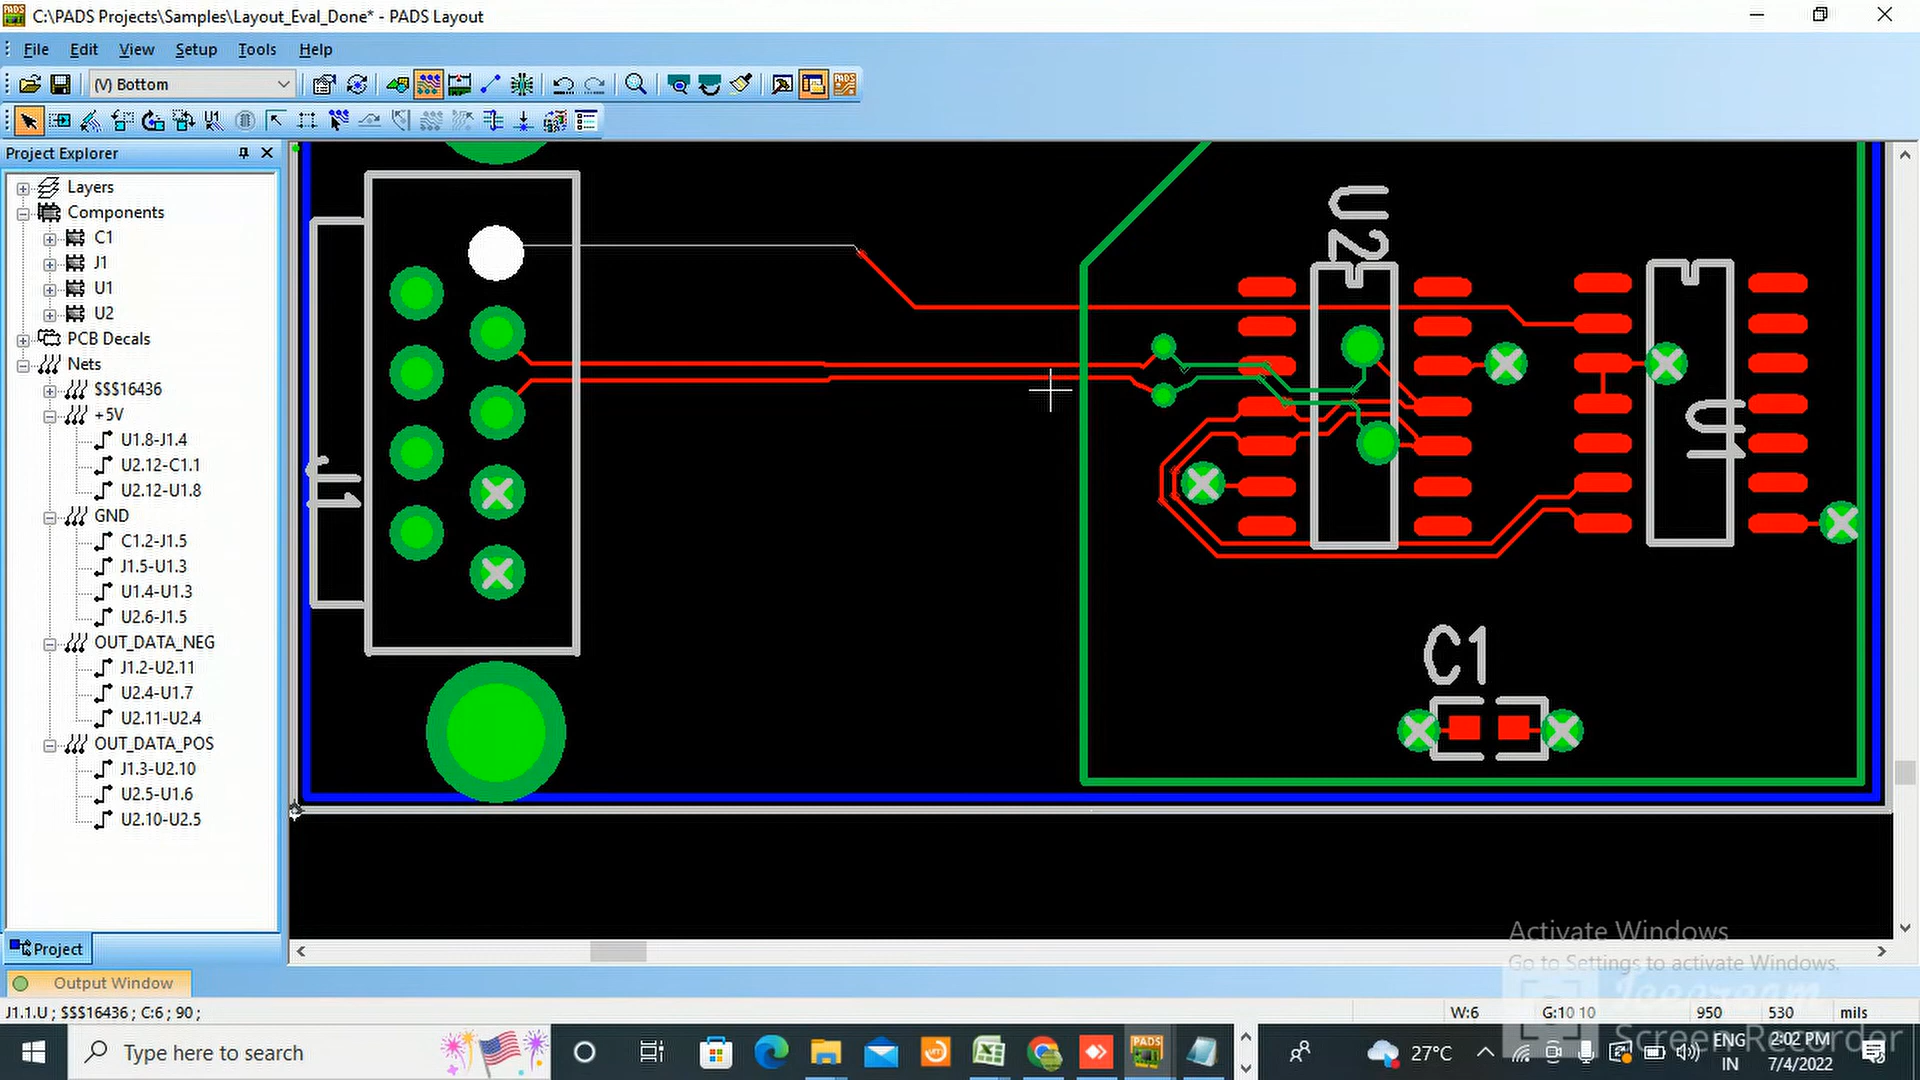 C:\PADS Projects\Samples\Layout_Eval_Done* - PADS Layout
File Edit View Setup Tools Help
(V) Bottom
PADS
U1
Project Explorer
Layers
Components
C1
J1
U1
U2
PCB Decals
Nets
$$$16436
+5V
U1.8-J1.4
U2.12-C1.1
U2.12-U1.8
GND
C1.2-J1.5
J1.5-U1.3
U1.4-U1.3
U2.6-J1.5
OUT_DATA_NEG
J1.2-U2.11
U2.4-U1.7
U2.11-U2.4
OUT_DATA_POS
J1.3-U2.10
U2.5-U1.6
U2.10-U2.5
Project
Output Window
J1
U2
U1
C1
Activate Windows
Go to Settings to activate Windows.
Icecream
Screen Recorder
J1.1.U ; $$$16436 ; C:6 ; 90 ;
W:6 G:10 10 950 530 mils
Type here to search
PADS
27°C
ENG
IN
2:02 PM
7/4/2022